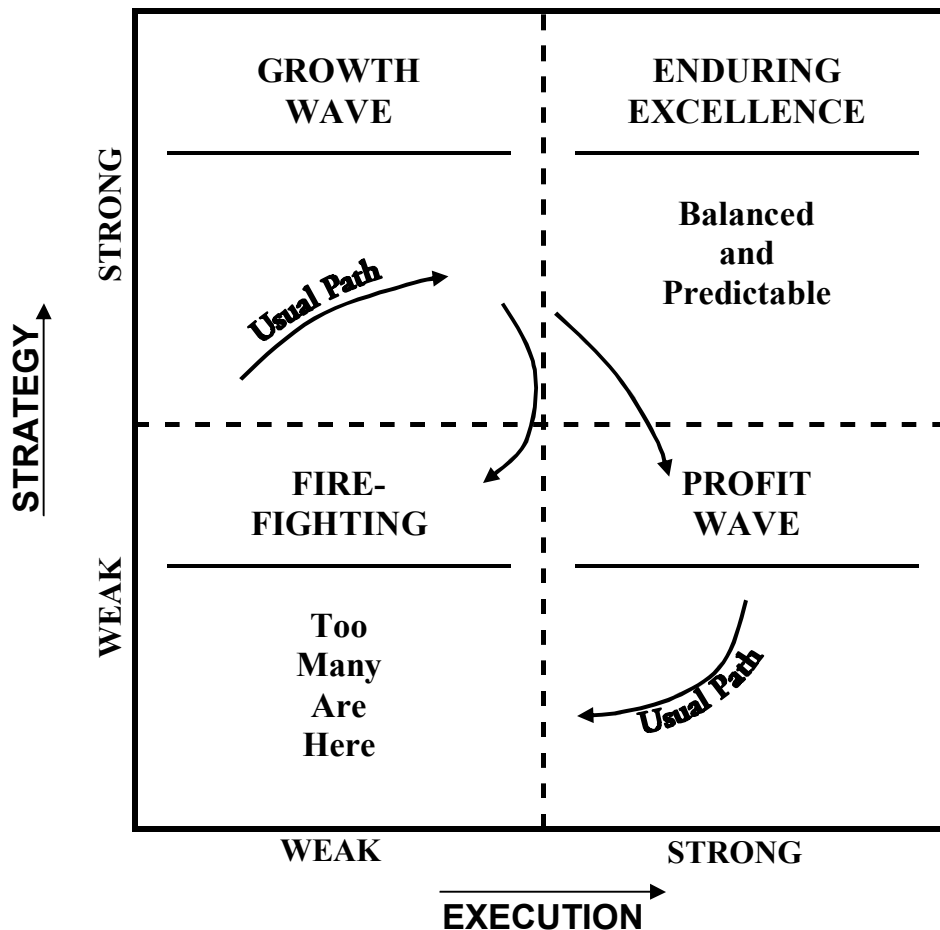 GROWTH
WAVE
ENDURING
EXCELLENCE
STRONG
Usual Path
Balanced
and
Predictable
STRATEGY
FIRE-
FIGHTING
PROFIT
WAVE
WEAK
Too
Many
Are
Here
Usual Path
WEAK
STRONG
EXECUTION